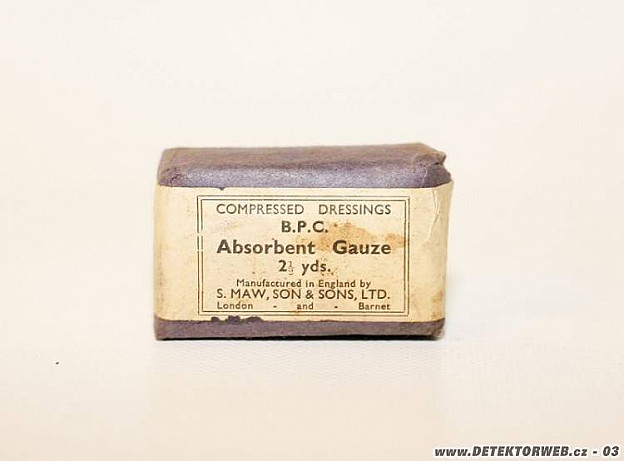 COMPRESSED DRESSINGS
B.P.C.
Absorbent Gauze
2⅓ yds.
Manufactured in England by
S. MAW, SON & SONS, LTD.
London - and - Barnet
www.DETEKTORWEB.cz - 03